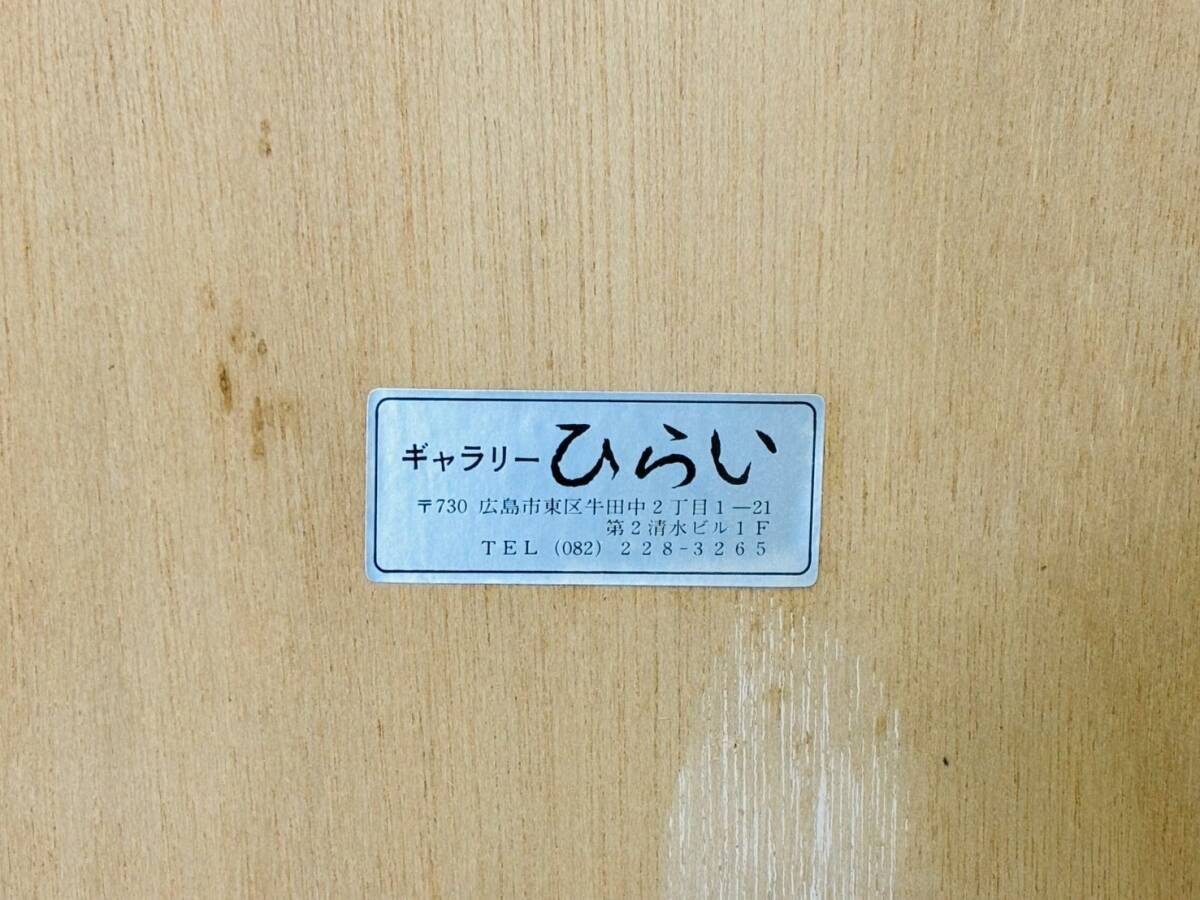 ギャラリーひらい
〒730 広島市東区牛田中2丁目1―21
第2清水ビル1F
TEL (082) 228-3265